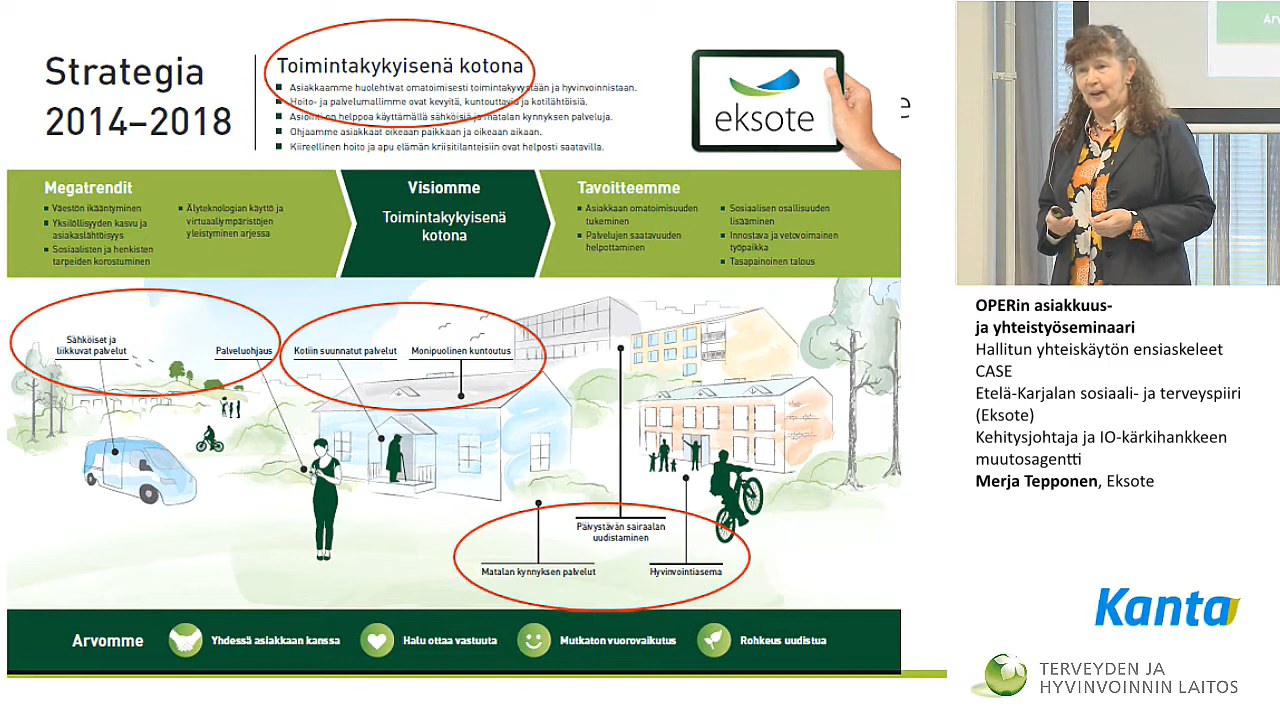 Strategia
2014–2018
Toimintakykyisenä kotona
Asiakkaamme huolehtivat omatoimisesti toimintakyvystään ja hyvinvoinnistaan.
Hoito- ja palvelumallimme ovat kevyitä, kuntouttavia ja kotilähtöisiä.
Asiointi on helppoa käyttämällä sähköisiä ja matalan kynnyksen palveluja.
Ohjaamme asiakkaat oikeaan paikkaan ja oikeaan aikaan.
Kiireellinen hoito ja apu elämän kriisitilanteisiin ovat helposti saatavilla.
eksote
e
Megatrendit
Väestön ikääntyminen
Yksilöllisyyden kasvu ja
asiakaslähtöisyys
Sosiaalisten ja henkisten
tarpeiden korostuminen
Älyteknologian käyttö ja
virtuaaliympäristöjen
yleistyminen arjessa
Visiomme
Toimintakykyisenä
kotona
Tavoitteemme
Asiakkaan omatoimisuuden
tukeminen
Palvelujen saatavuuden
helpottaminen
Sosiaalisen osallisuuden
lisääminen
Innostava ja vetovoimainen
työpaikka
Tasapainoinen talous
Sähköiset ja
liikkuvat palvelut
Palveluohjaus
Kotiin suunnatut palvelut
Monipuolinen kuntoutus
Päivystävän sairaalan
uudistaminen
Matalan kynnyksen palvelut
Hyvinvointiasema
Arvomme
Yhdessä asiakkaan kanssa
Halu ottaa vastuuta
Mutkaton vuorovaikutus
Rohkeus uudistua
Arv
OPERin asiakkuus-
ja yhteistyöseminaari
Hallitun yhteiskäytön ensiaskeleet
CASE
Etelä-Karjalan sosiaali- ja terveyspiiri
(Eksote)
Kehitysjohtaja ja IO-kärkihankkeen
muutosagentti
Merja Tepponen, Eksote
Kanta
TERVEYDEN JA
HYVINVOINNIN LAITOS